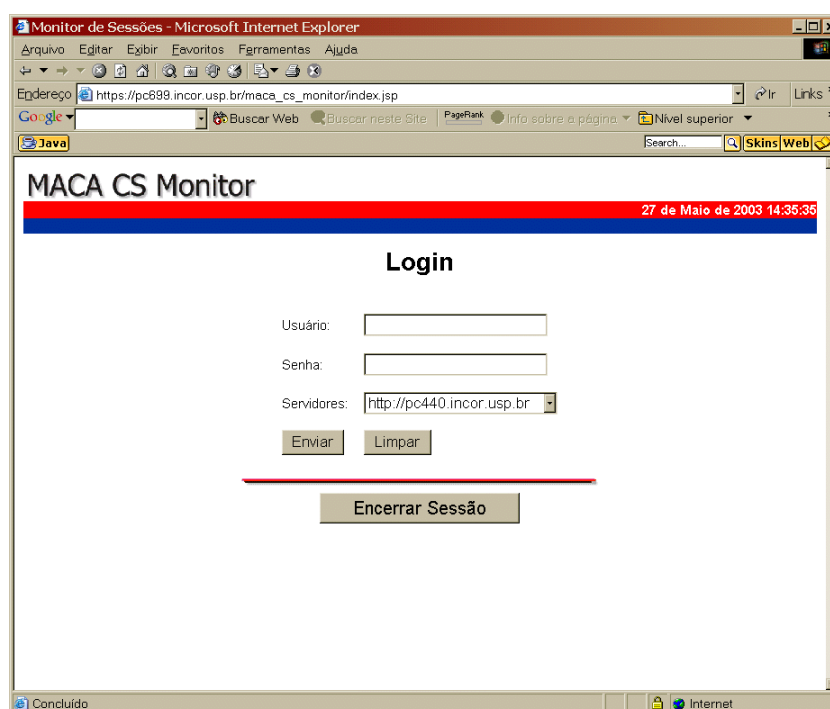 Monitor de Sessões - Microsoft Internet Explorer
Arquivo Editar Exibir Favoritos Ferramentas Ajuda
Endereço https://pc699.incor.usp.br/maca_cs_monitor/index.jsp Ir Links
Google Buscar Web Buscar neste Site PageRank Info sobre a página Nível superior
Java Search... Skins Web
MACA CS Monitor
27 de Maio de 2003 14:35:35
Login
Usuário:
Senha:
Servidores: http://pc440.incor.usp.br
Enviar Limpar
Encerrar Sessão
Concluído Internet